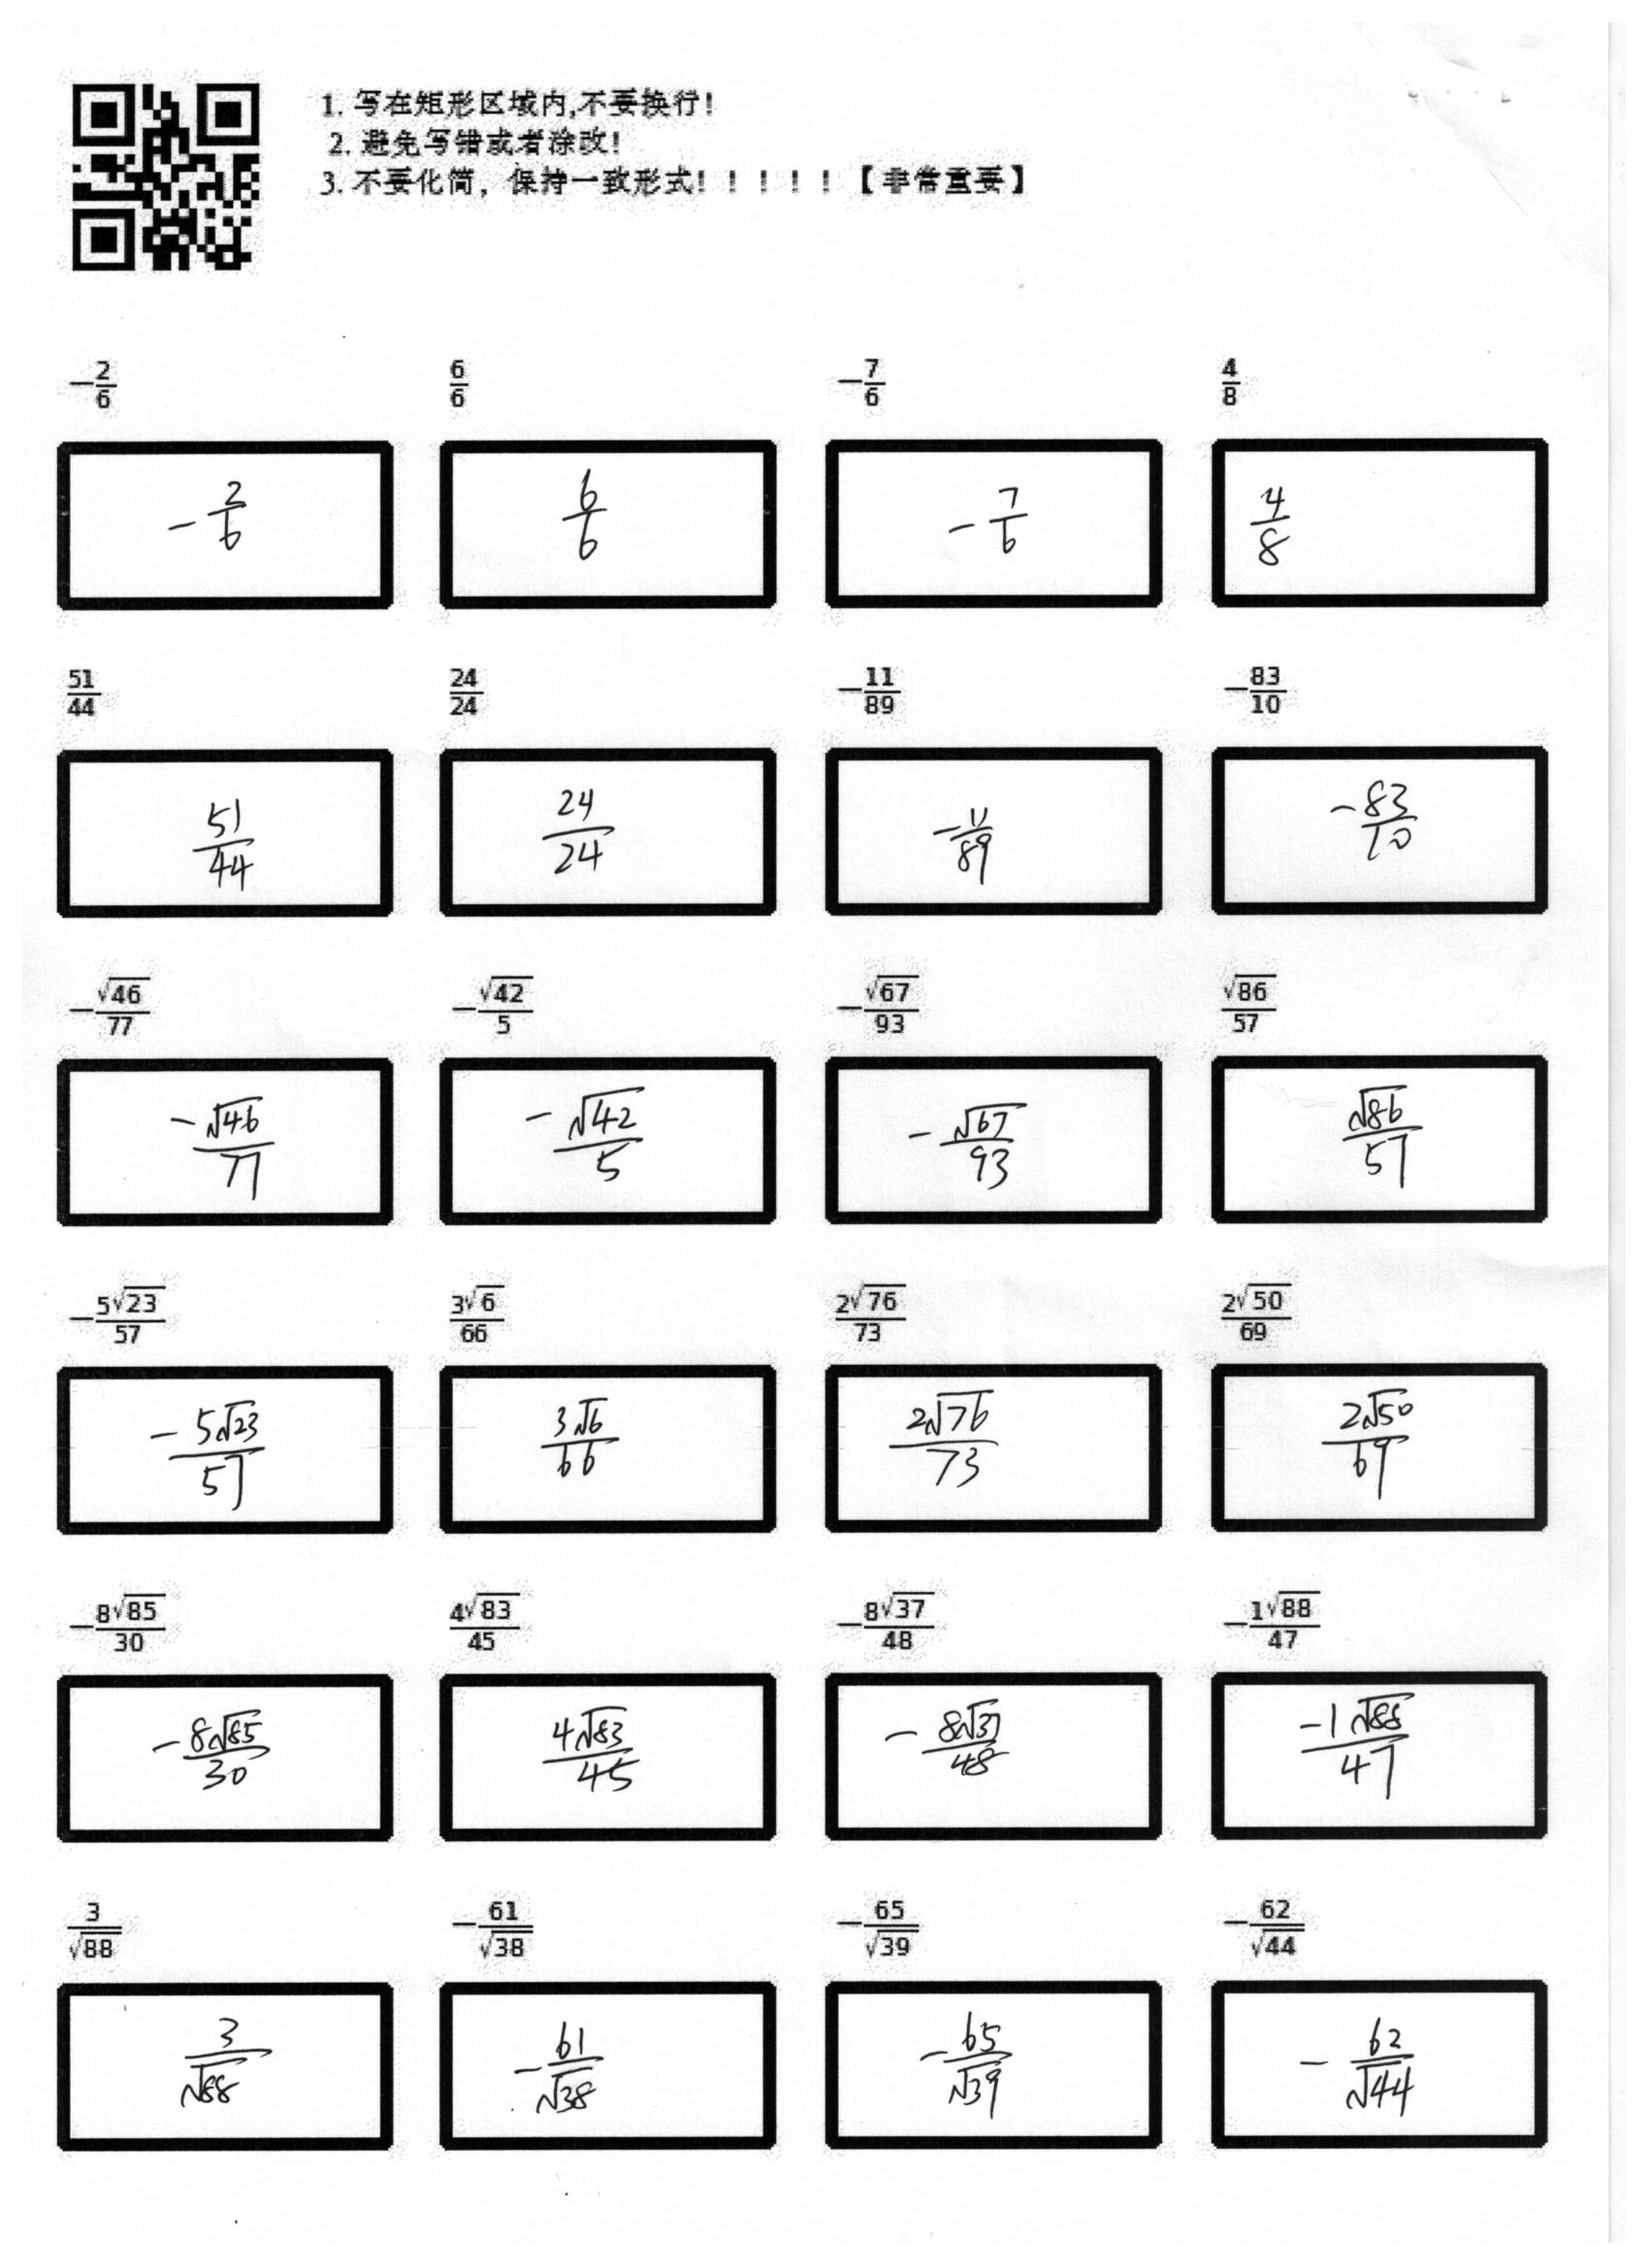 1. 写在矩形区域内,不要换行!
2. 避免写错或者涂改!
3. 不要化简，保持一致形式!！！！！【非常重要】
$-\frac{2}{6}$ $\frac{6}{6}$ $-\frac{7}{6}$ $\frac{4}{8}$
$-\frac{2}{6}$ $\frac{6}{6}$ $-\frac{7}{6}$ $\frac{4}{8}$
$\frac{51}{44}$ $\frac{24}{24}$ $-\frac{11}{89}$ $-\frac{83}{10}$
$\frac{51}{44}$ $\frac{24}{24}$ $-\frac{11}{89}$ $-\frac{83}{10}$
$-\frac{\sqrt{46}}{77}$ $-\frac{\sqrt{42}}{5}$ $-\frac{\sqrt{67}}{93}$ $\frac{\sqrt{86}}{57}$
$-\frac{\sqrt{46}}{77}$ $-\frac{\sqrt{42}}{5}$ $-\frac{\sqrt{67}}{93}$ $\frac{\sqrt{86}}{57}$
$-\frac{5\sqrt{23}}{57}$ $\frac{3\sqrt{6}}{66}$ $\frac{2\sqrt{76}}{73}$ $\frac{2\sqrt{50}}{69}$
$-\frac{5\sqrt{23}}{57}$ $\frac{3\sqrt{6}}{66}$ $\frac{2\sqrt{76}}{73}$ $\frac{2\sqrt{50}}{69}$
$-\frac{8\sqrt{85}}{30}$ $\frac{4\sqrt{83}}{45}$ $-\frac{8\sqrt{37}}{48}$ $-\frac{1\sqrt{88}}{47}$
$-\frac{8\sqrt{85}}{30}$ $\frac{4\sqrt{83}}{45}$ $-\frac{8\sqrt{37}}{48}$ $\frac{-1\sqrt{88}}{47}$
$\frac{3}{\sqrt{88}}$ $-\frac{61}{\sqrt{38}}$ $-\frac{65}{\sqrt{39}}$ $-\frac{62}{\sqrt{44}}$
$\frac{3}{\sqrt{88}}$ $-\frac{61}{\sqrt{38}}$ $-\frac{65}{\sqrt{39}}$ $-\frac{62}{\sqrt{44}}$